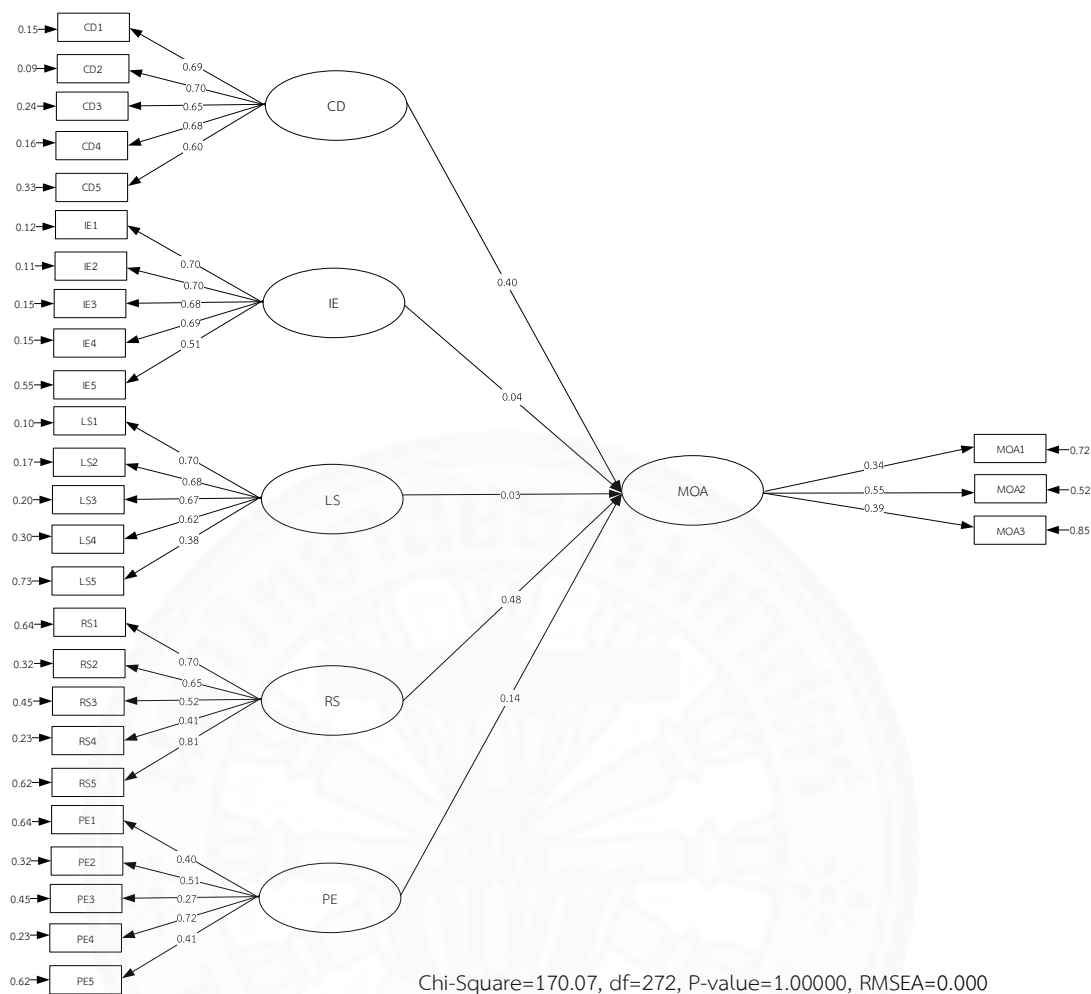 0.15 CD1
0.69
0.09 CD2
0.70
0.24 CD3
0.65
0.16 CD4
0.68
0.33 CD5
0.60
CD
0.40
0.12 IE1
0.70
0.11 IE2
0.70
0.15 IE3
0.68
0.15 IE4
0.69
0.55 IE5
0.51
IE
0.04
0.10 LS1
0.70
0.17 LS2
0.68
0.20 LS3
0.67
0.30 LS4
0.62
0.73 LS5
0.38
LS
0.03
0.64 RS1
0.70
0.32 RS2
0.65
0.45 RS3
0.52
0.23 RS4
0.41
0.62 RS5
0.81
RS
0.48
0.64 PE1
0.40
0.32 PE2
0.51
0.45 PE3
0.27
0.23 PE4
0.72
0.62 PE5
0.41
PE
0.14
MOA
0.34
MOA1 0.72
0.55
MOA2 0.52
0.39
MOA3 0.85
Chi-Square=170.07, df=272, P-value=1.00000, RMSEA=0.000